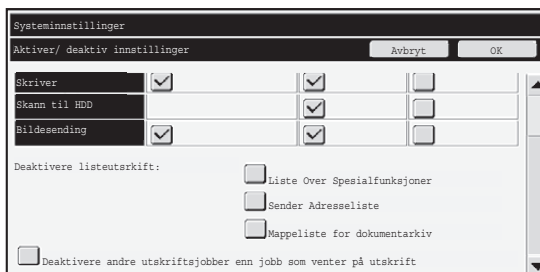 Systeminnstillinger
Aktiver/ deaktiv innstillinger Avbryt OK
Skriver
Skann til HDD
Bildesending
Deaktivere listeutsrkift:
Liste Over Spesialfunksjoner
Sender Adresseliste
Mappeliste for dokumentarkiv
Deaktivere andre utskriftsjobber enn jobb som venter på utskrift